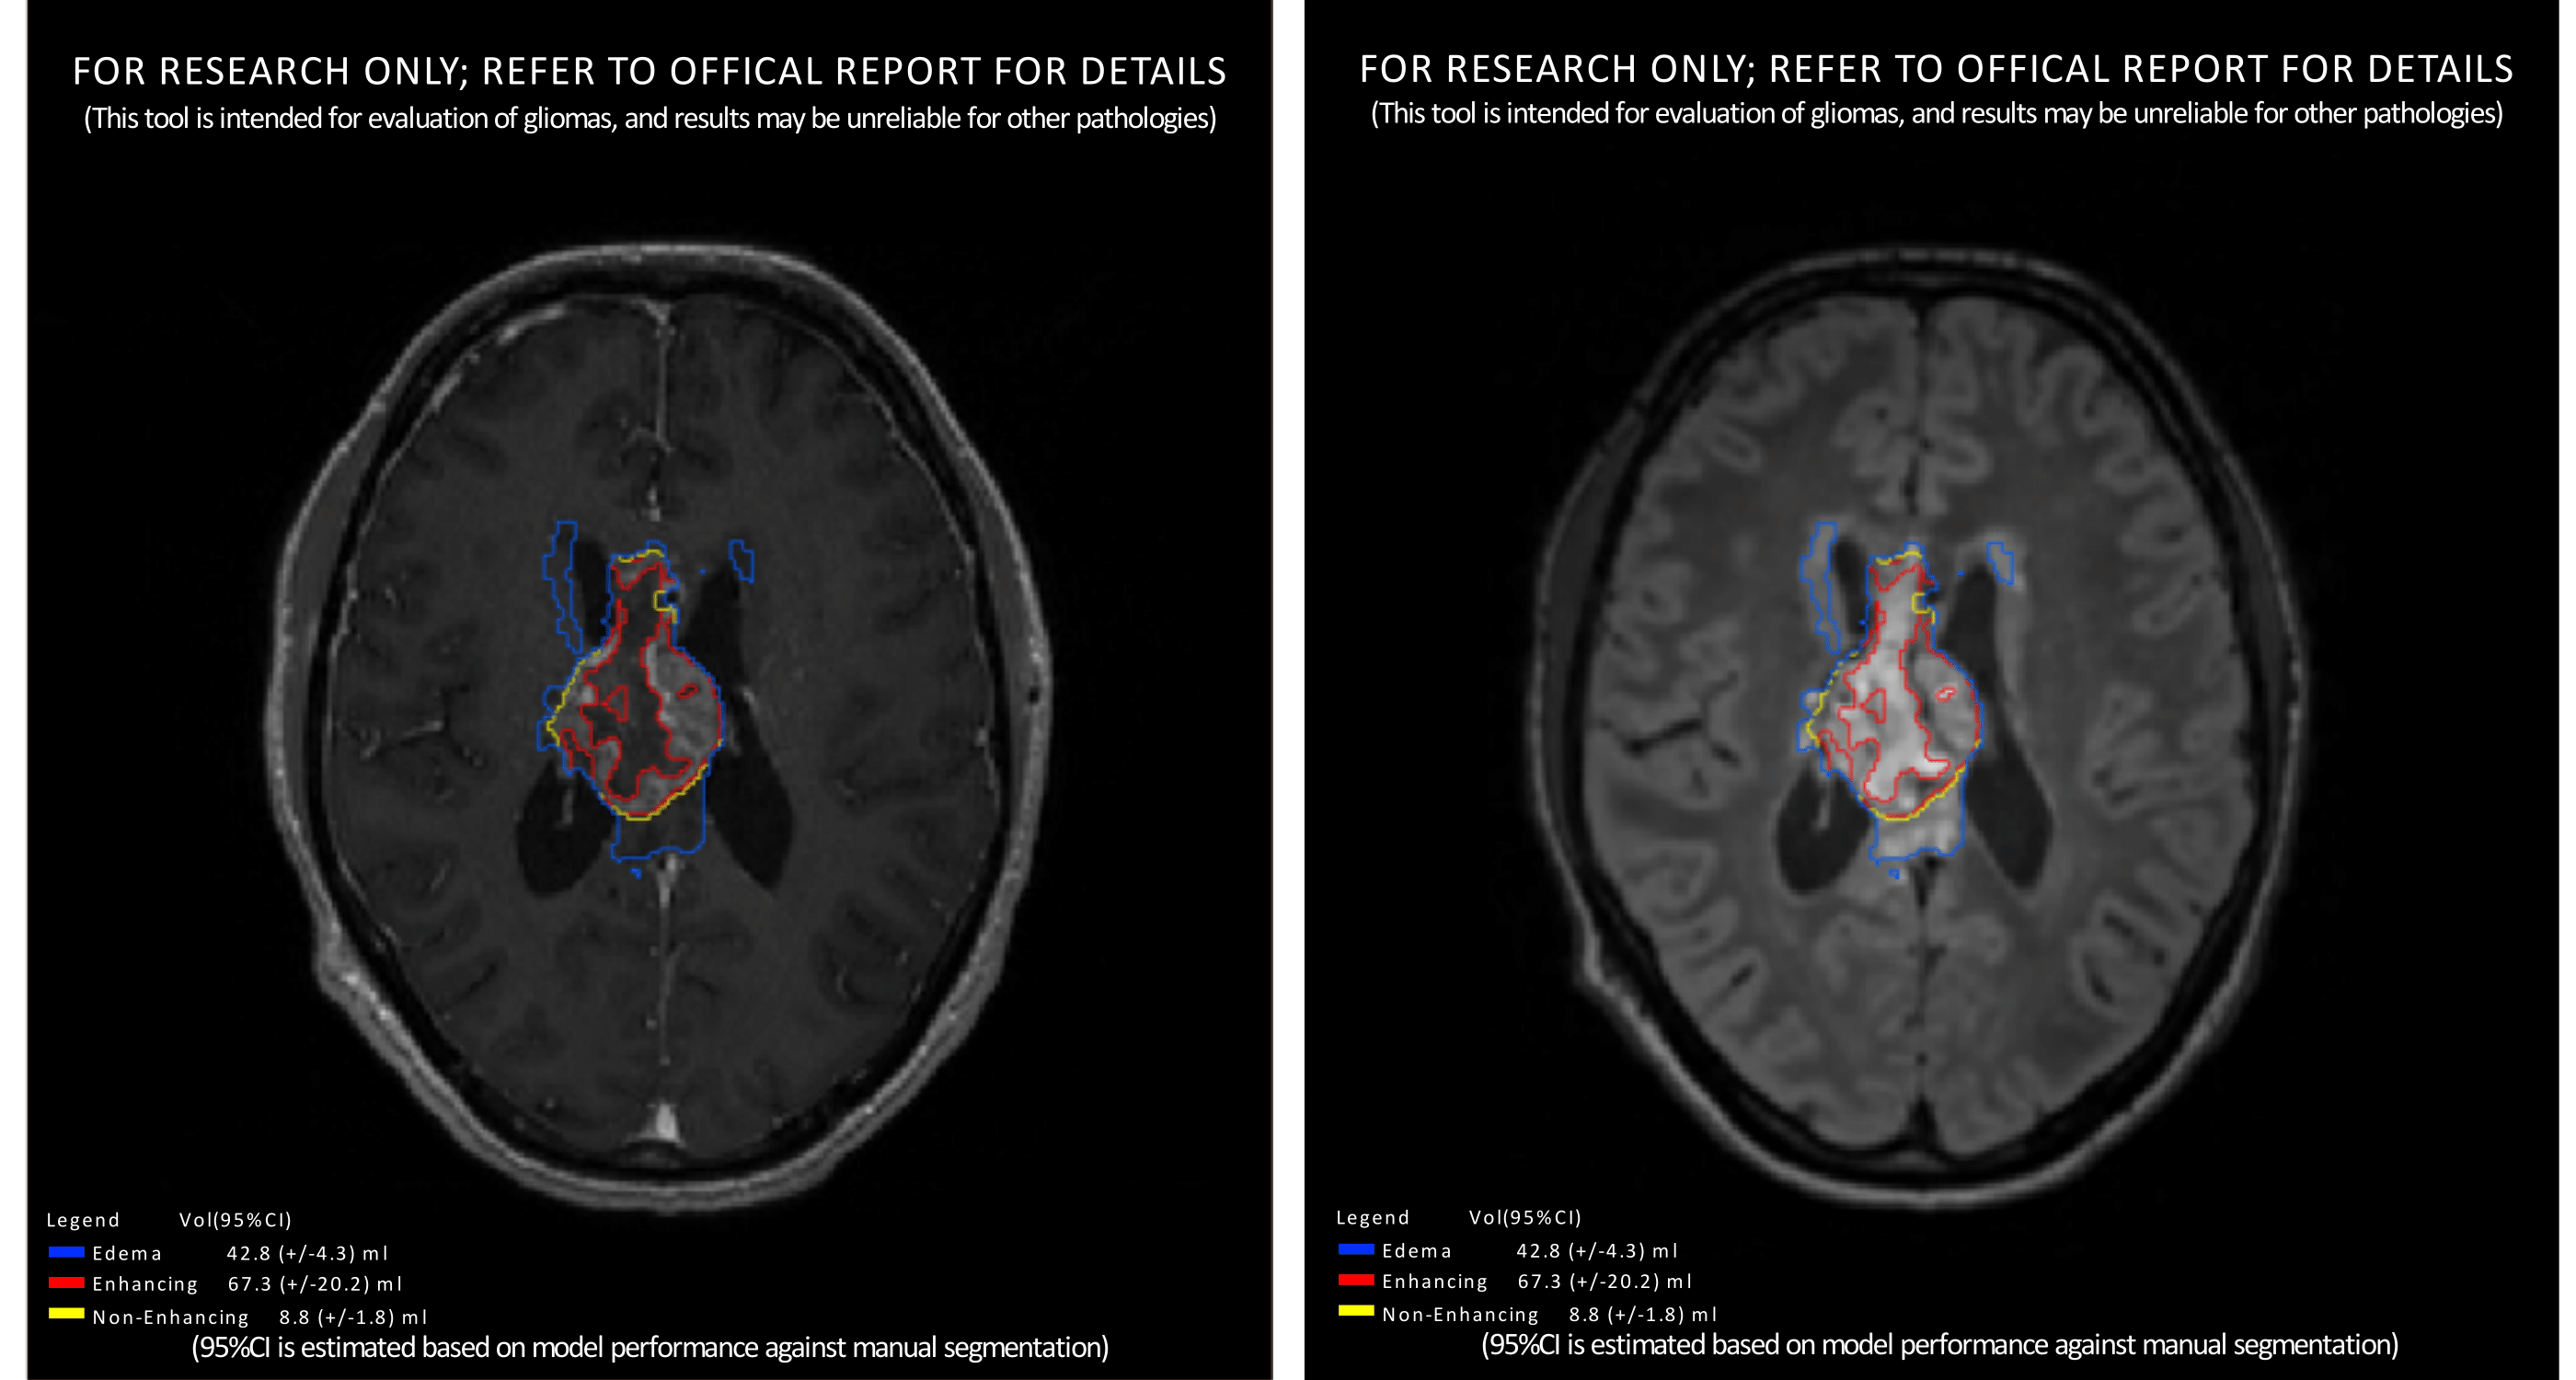 FOR RESEARCH ONLY; REFER TO OFFICAL REPORT FOR DETAILS
(This tool is intended for evaluation of gliomas, and results may be unreliable for other pathologies)
Legend Vol(95%CI)
Edema 42.8 (+/-4.3) ml
Enhancing 67.3 (+/-20.2) ml
Non-Enhancing 8.8 (+/-1.8) ml
(95%CI is estimated based on model performance against manual segmentation)
FOR RESEARCH ONLY; REFER TO OFFICAL REPORT FOR DETAILS
(This tool is intended for evaluation of gliomas, and results may be unreliable for other pathologies)
Legend Vol(95%CI)
Edema 42.8 (+/-4.3) ml
Enhancing 67.3 (+/-20.2) ml
Non-Enhancing 8.8 (+/-1.8) ml
(95%CI is estimated based on model performance against manual segmentation)